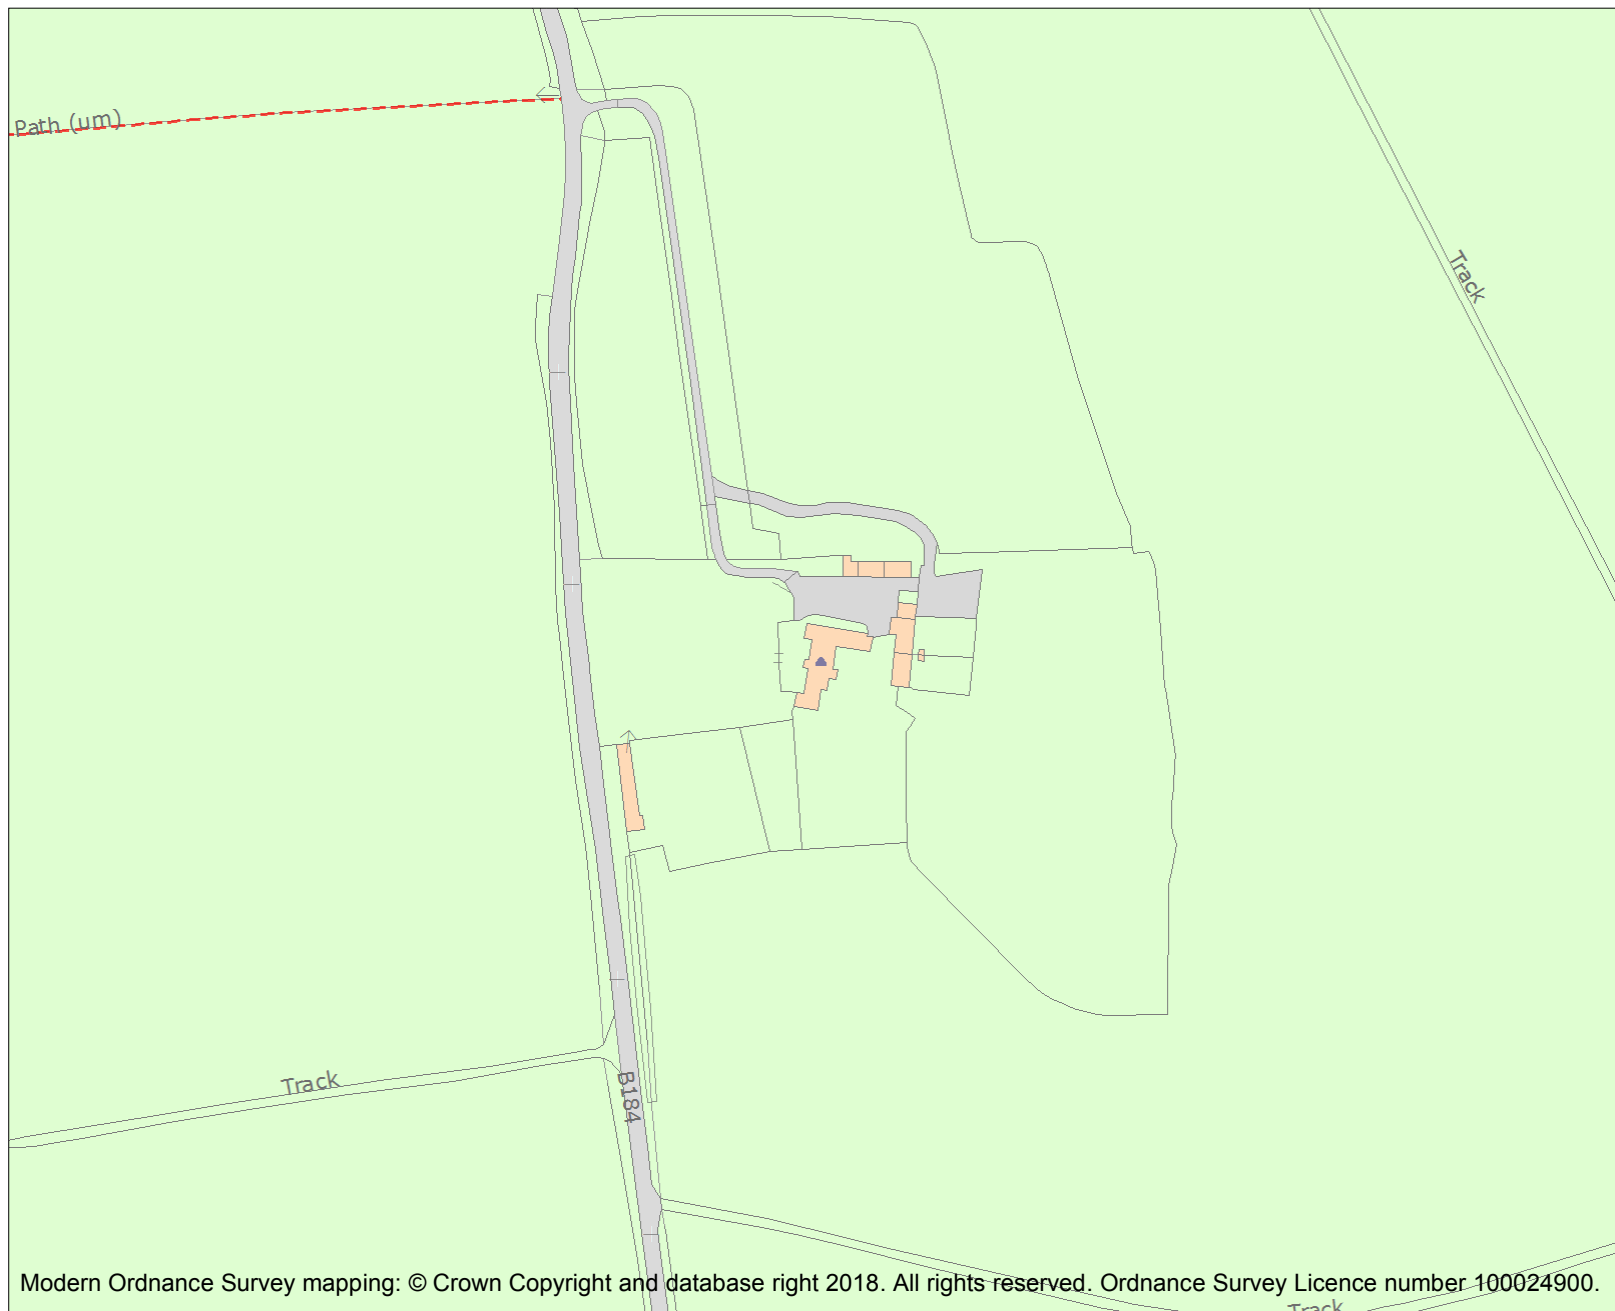 Path (um)
Track
Track
B184
Modern Ordnance Survey mapping: © Crown Copyright and database right 2018. All rights reserved. Ordnance Survey Licence number 100024900.
Track